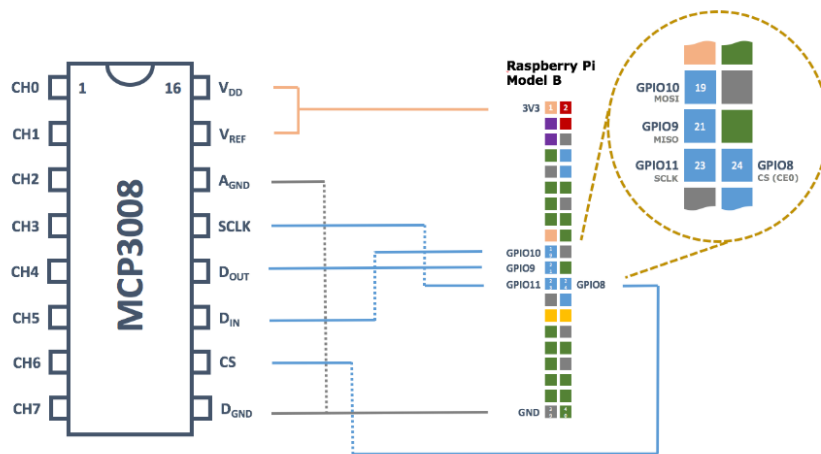 CH0
CH1
CH2
CH3
CH4
CH5
CH6
CH7
1
16
MCP3008
VDD
VREF
AGND
SCLK
DOUT
DIN
CS
DGND
Raspberry Pi
Model B
3V3
1 2
GPIO10
GPIO9
GPIO11
GPIO8
GND
GPIO10 19
MOSI
GPIO9 21
MISO
GPIO11 23 24 GPIO8
SCLK CS (CE0)